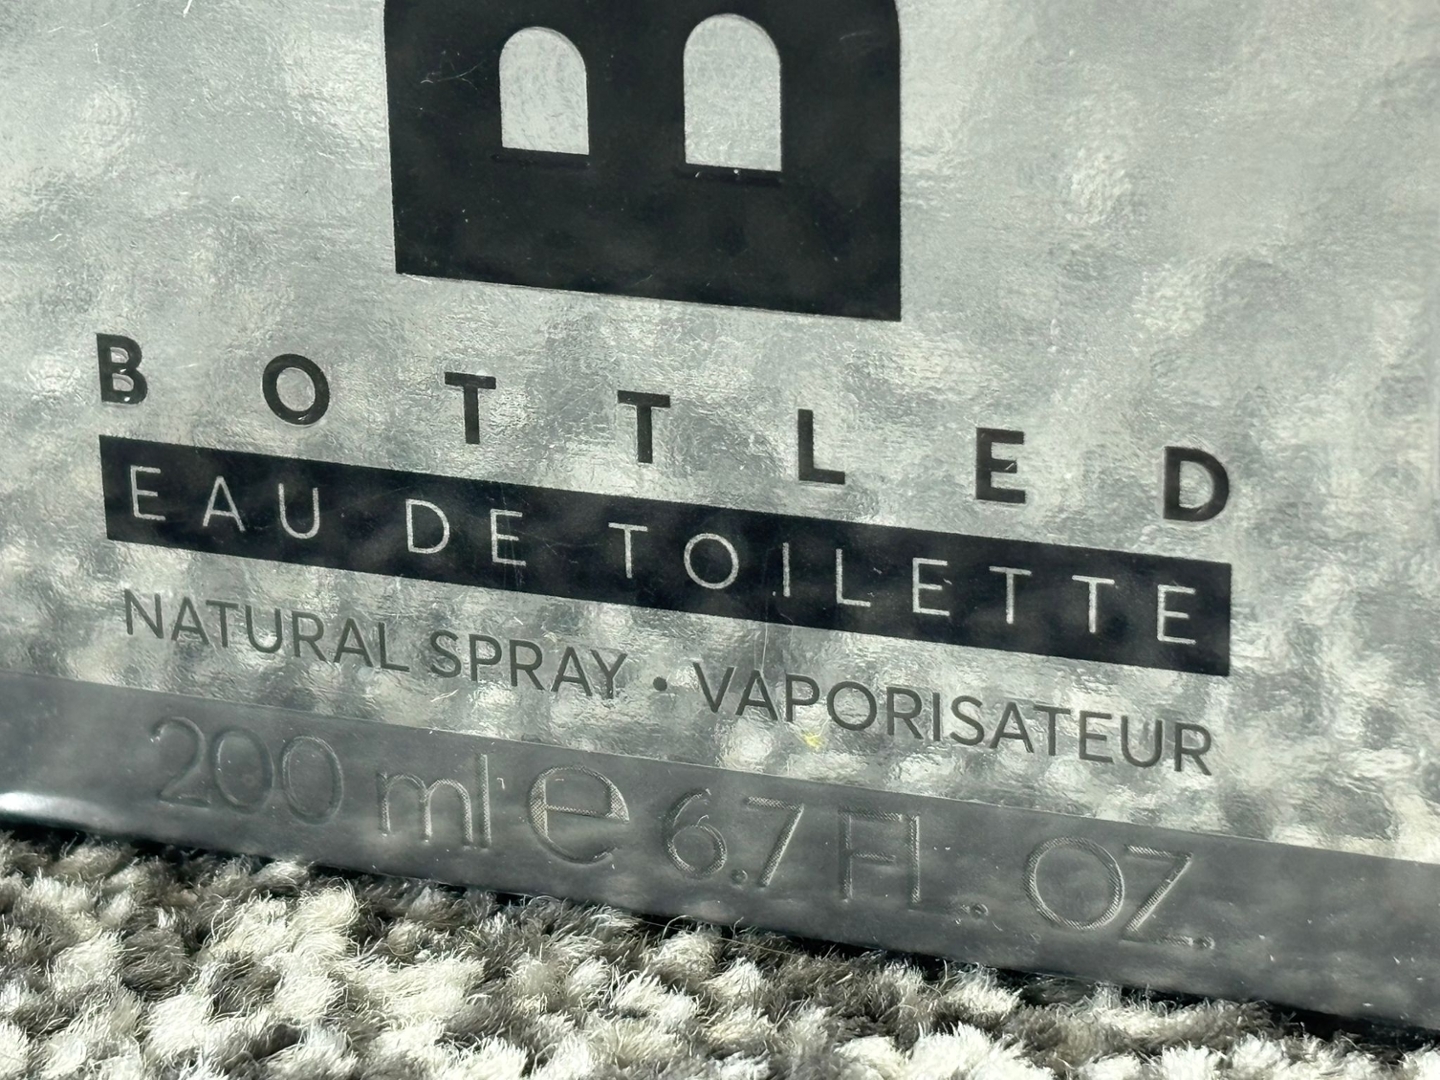 B
BOTTLED
EAU DE TOILETTE
NATURAL SPRAY • VAPORISATEUR
200 ml e 6.7 Fl. OZ.